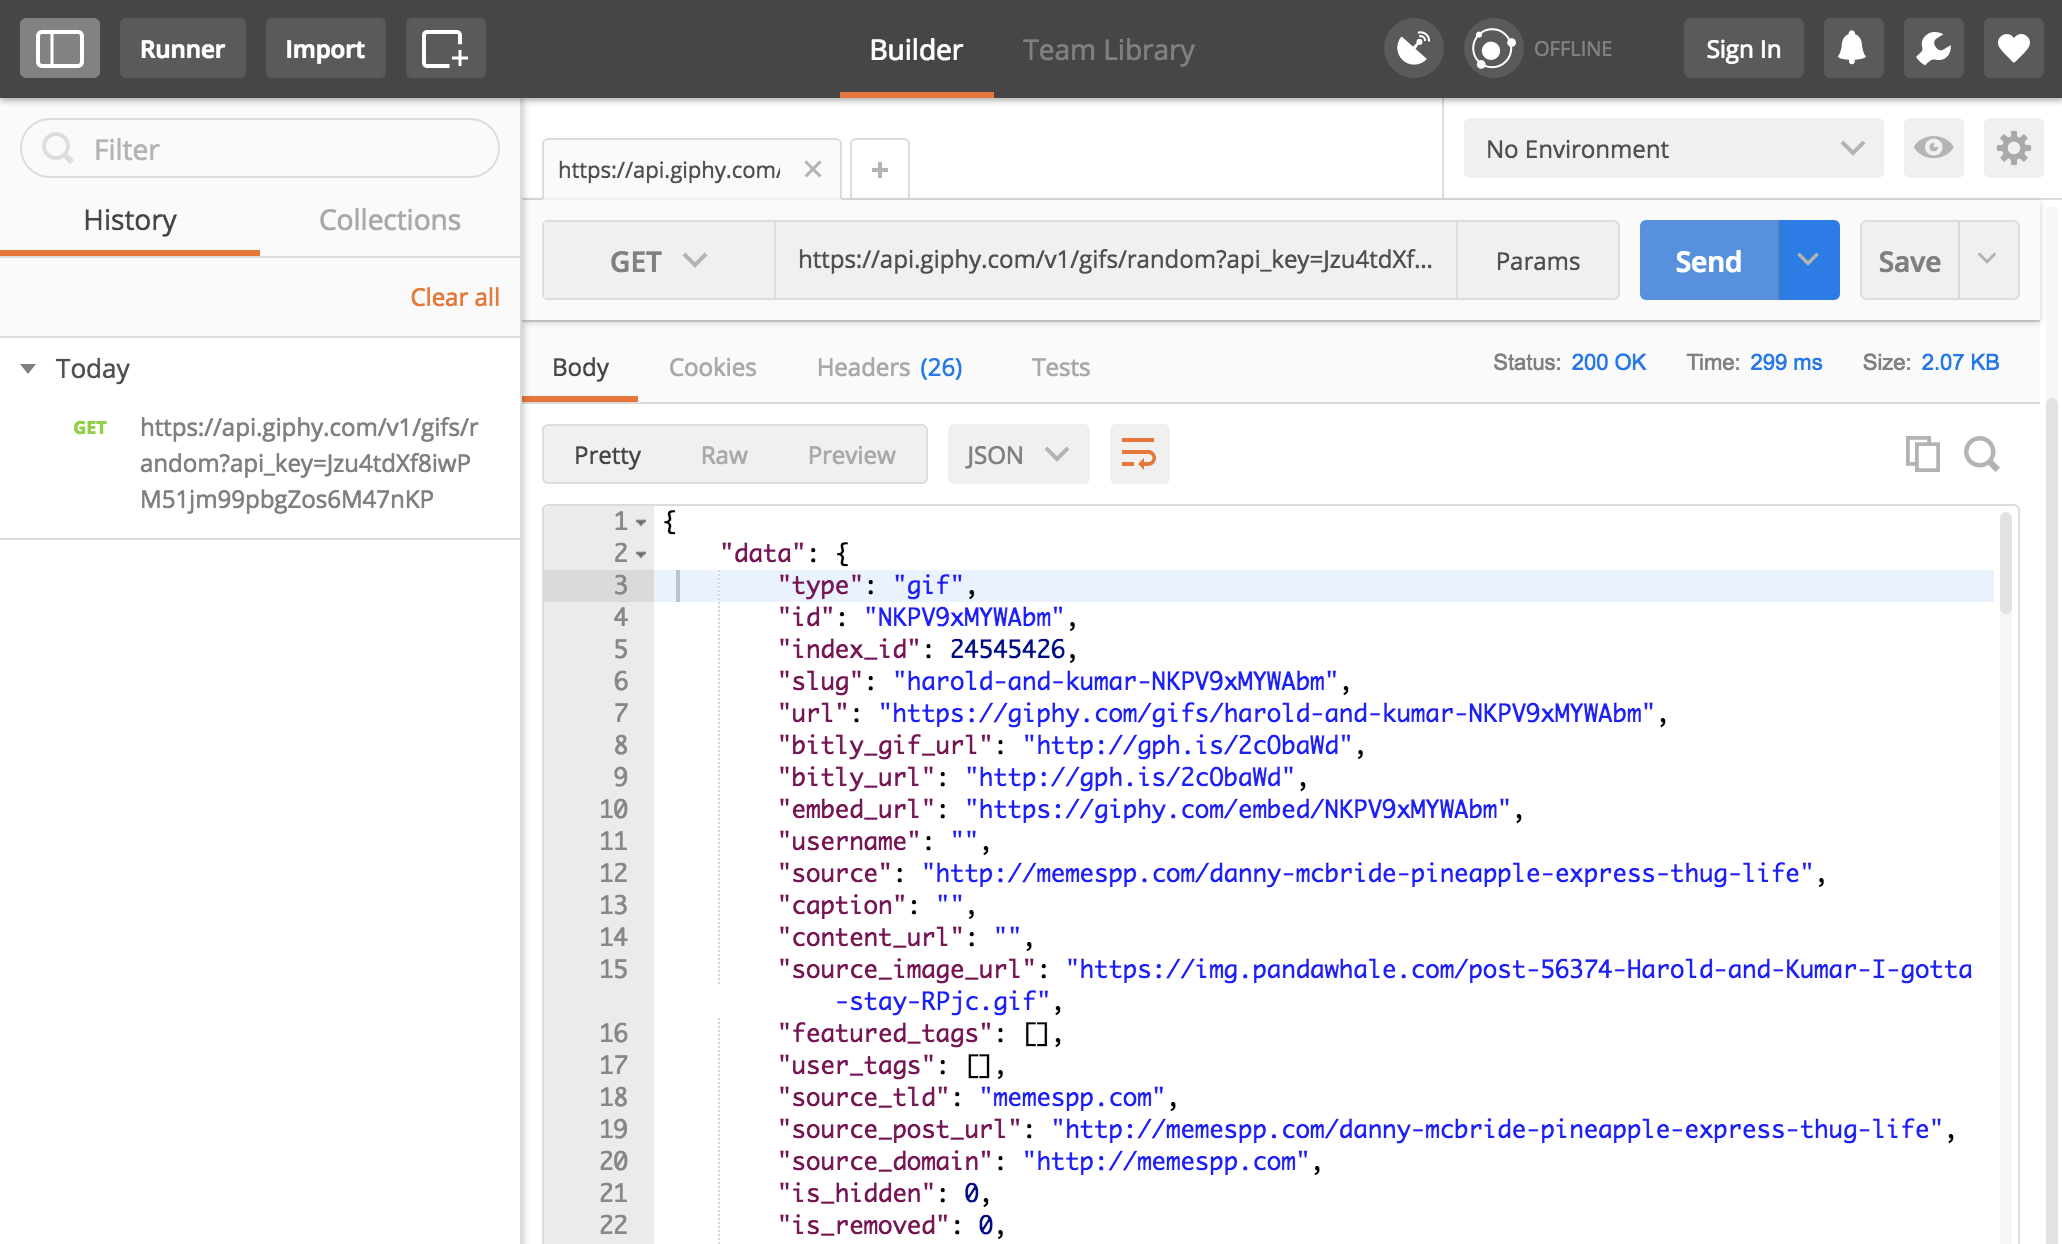 Runner
Import
Builder
Team Library
OFFLINE
Sign In
Filter
History
Collections
Clear all
Today
GET
https://api.giphy.com/v1/gifs/r
andom?api_key=Jzu4tdXf8iwP
M51jm99pbgZos6M47nKP
https://api.giphy.com/
No Environment
GET
https://api.giphy.com/v1/gifs/random?api_key=Jzu4tdXf...
Params
Send
Save
Body
Cookies
Headers (26)
Tests
Status: 200 OK
Time: 299 ms
Size: 2.07 KB
Pretty
Raw
Preview
JSON
1 {
2 "data": {
3 "type": "gif",
4 "id": "NKPV9xMYWAbm",
5 "index_id": 24545426,
6 "slug": "harold-and-kumar-NKPV9xMYWAbm",
7 "url": "https://giphy.com/gifs/harold-and-kumar-NKPV9xMYWAbm",
8 "bitly_gif_url": "http://gph.is/2cObaWd",
9 "bitly_url": "http://gph.is/2cObaWd",
10 "embed_url": "https://giphy.com/embed/NKPV9xMYWAbm",
11 "username": "",
12 "source": "http://memespp.com/danny-mcbride-pineapple-express-thug-life",
13 "caption": "",
14 "content_url": "",
15 "source_image_url": "https://img.pandawhale.com/post-56374-Harold-and-Kumar-I-gotta
-stay-RPjc.gif",
16 "featured_tags": [],
17 "user_tags": [],
18 "source_tld": "memespp.com",
19 "source_post_url": "http://memespp.com/danny-mcbride-pineapple-express-thug-life",
20 "source_domain": "http://memespp.com",
21 "is_hidden": 0,
22 "is_removed": 0,